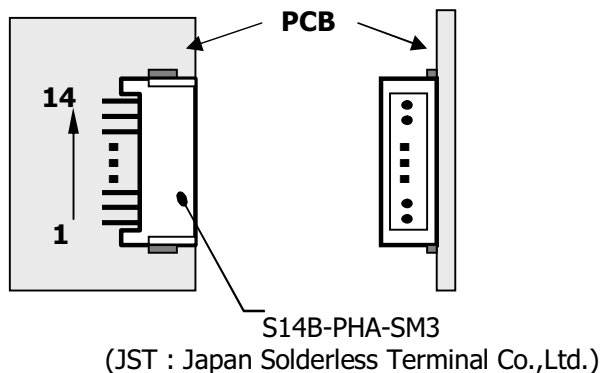 PCB
14
1
S14B-PHA-SM3
(JST : Japan Solderless Terminal Co.,Ltd.)